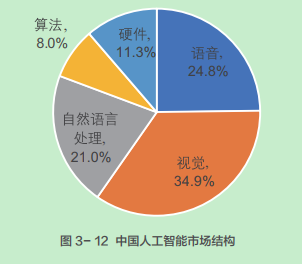 算法,
8.0%
硬件,
11.3%
语音,
24.8%
自然语言
处理,
21.0%
视觉,
34.9%
图 3- 12 中国人工智能市场结构